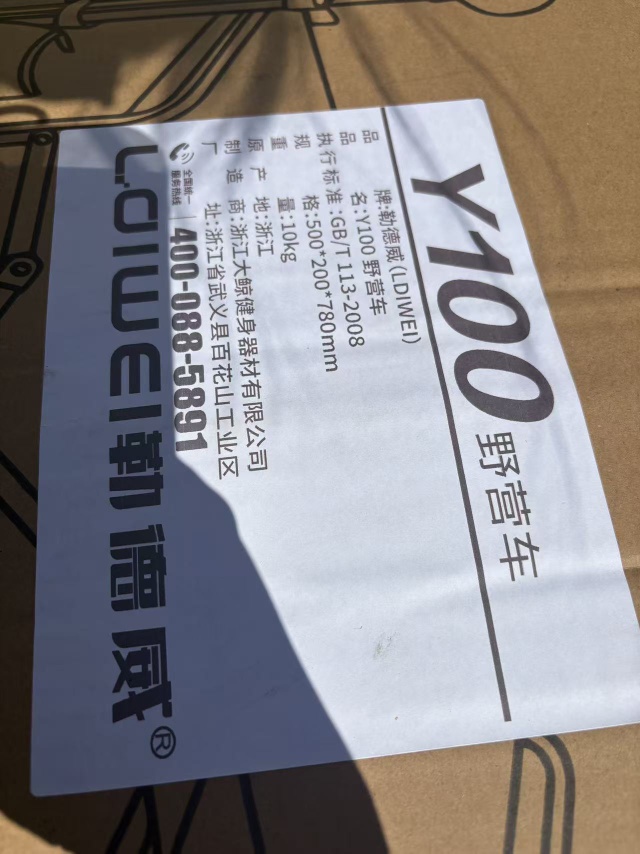 Y100 野营车
品 牌:勒德威(LDIWEI)
品 名:Y100 野营车
执行标准:GB/T 113-2008
规 格:500*200*780mm
重 量:10kg
原 产 地:浙江
制 造 商:浙江大鲸健身器材有限公司
厂 址:浙江省武义县百花山工业区
全国统一
服务热线
400-088-5891
LDIWEI勒德威®